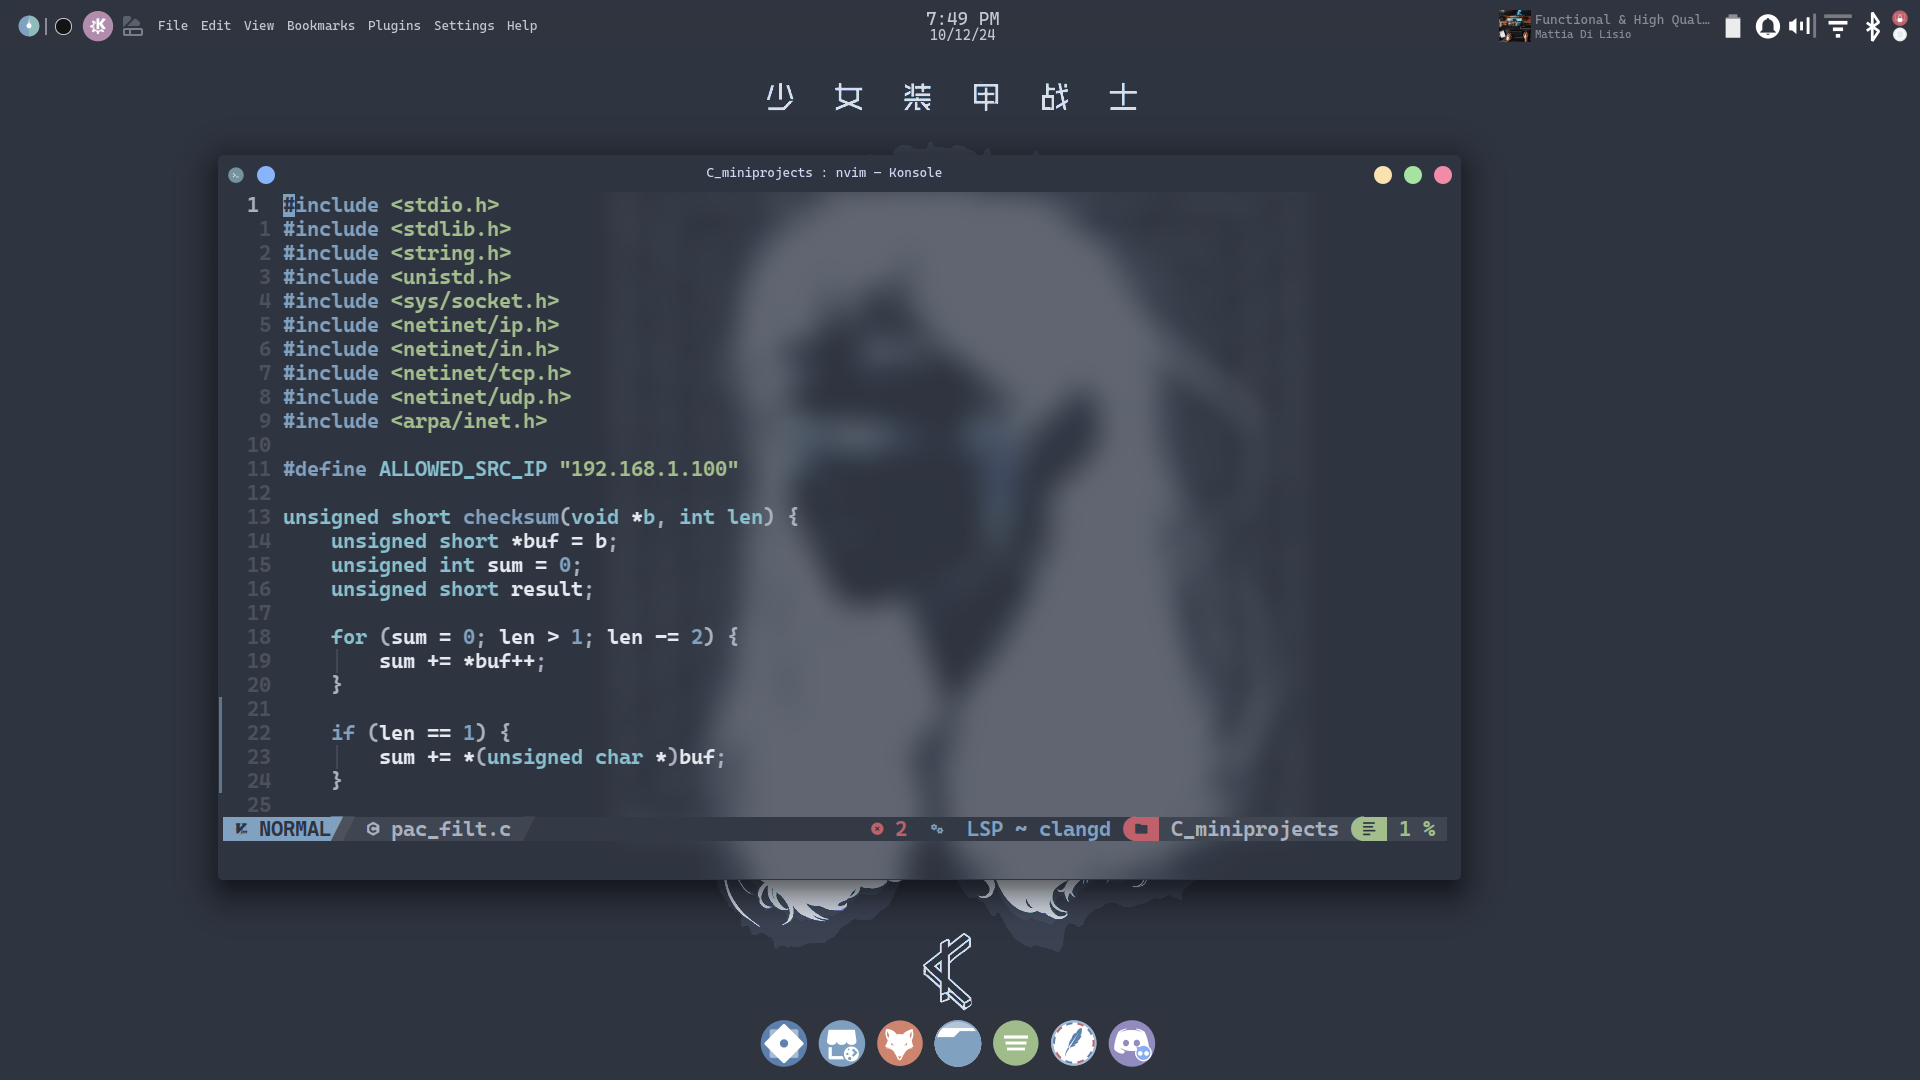 File Edit View Bookmarks Plugins Settings Help
7:49 PM
10/12/24
Functional & High Qual…
Mattia Di Lisio
少女装甲战士
C_miniprojects : nvim — Konsole
1 #include <stdio.h>
1 #include <stdlib.h>
2 #include <string.h>
3 #include <unistd.h>
4 #include <sys/socket.h>
5 #include <netinet/ip.h>
6 #include <netinet/in.h>
7 #include <netinet/tcp.h>
8 #include <netinet/udp.h>
9 #include <arpa/inet.h>
10
11 #define ALLOWED_SRC_IP "192.168.1.100"
12
13 unsigned short checksum(void *b, int len) {
14     unsigned short *buf = b;
15     unsigned int sum = 0;
16     unsigned short result;
17
18     for (sum = 0; len > 1; len -= 2) {
19         sum += *buf++;
20     }
21
22     if (len == 1) {
23         sum += *(unsigned char *)buf;
24     }
25
NORMAL pac_filt.c 2 LSP ~ clangd C_miniprojects 1 %